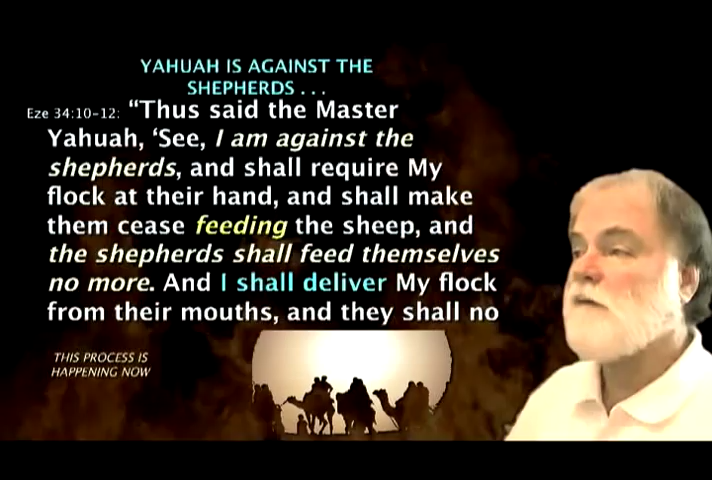 YAHUAH IS AGAINST THE
SHEPHERDS . . .
Eze 34:10-12: “Thus said the Master
Yahuah, ‘See, I am against the
shepherds, and shall require My
flock at their hand, and shall make
them cease feeding the sheep, and
the shepherds shall feed themselves
no more. And I shall deliver My flock
from their mouths, and they shall no
THIS PROCESS IS
HAPPENING NOW